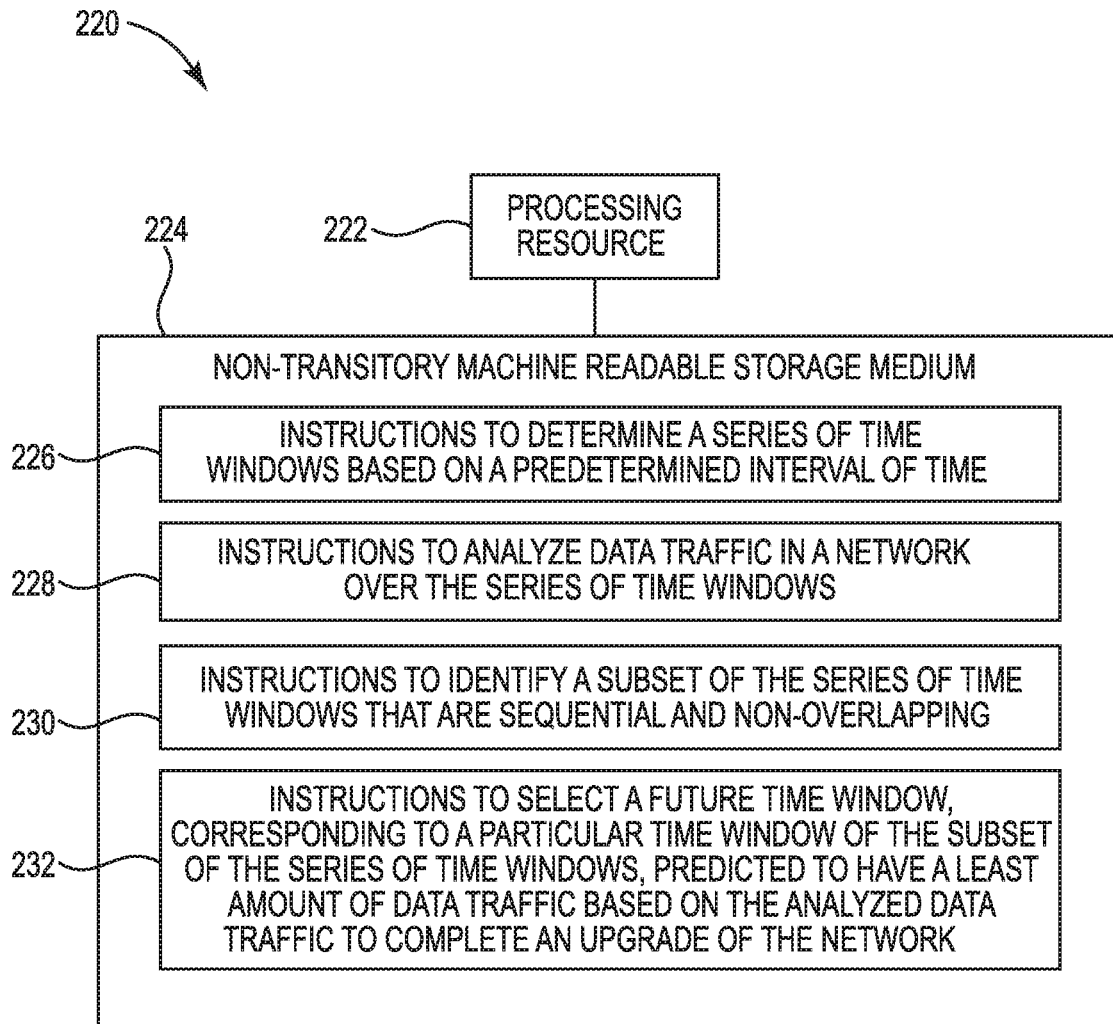 220
PROCESSING
RESOURCE
222
224
NON-TRANSITORY MACHINE READABLE STORAGE MEDIUM
INSTRUCTIONS TO DETERMINE A SERIES OF TIME
WINDOWS BASED ON A PREDETERMINED INTERVAL OF TIME
226
INSTRUCTIONS TO ANALYZE DATA TRAFFIC IN A NETWORK
OVER THE SERIES OF TIME WINDOWS
228
INSTRUCTIONS TO IDENTIFY A SUBSET OF THE SERIES OF TIME
WINDOWS THAT ARE SEQUENTIAL AND NON-OVERLAPPING
230
INSTRUCTIONS TO SELECT A FUTURE TIME WINDOW,
CORRESPONDING TO A PARTICULAR TIME WINDOW OF THE SUBSET
OF THE SERIES OF TIME WINDOWS, PREDICTED TO HAVE A LEAST
AMOUNT OF DATA TRAFFIC BASED ON THE ANALYZED DATA
TRAFFIC TO COMPLETE AN UPGRADE OF THE NETWORK
232